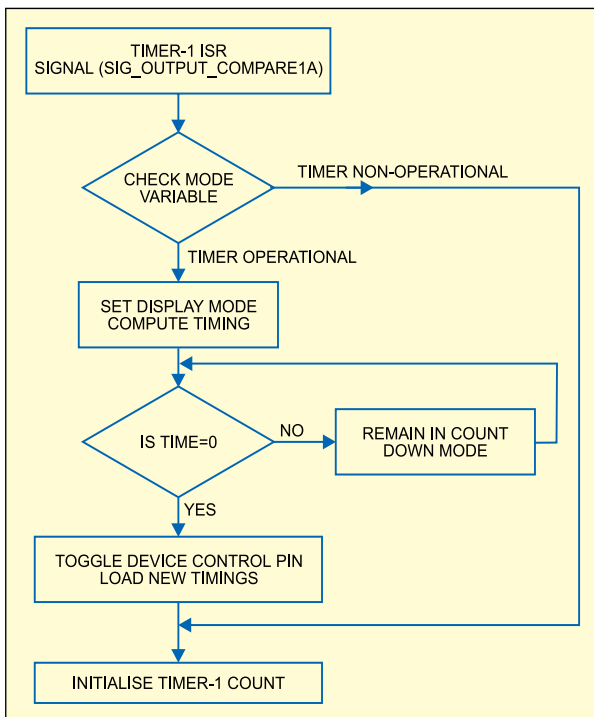 TIMER-1 ISR
SIGNAL (SIG_OUTPUT_COMPARE1A)
CHECK MODE
VARIABLE
TIMER NON-OPERATIONAL
TIMER OPERATIONAL
SET DISPLAY MODE
COMPUTE TIMING
IS TIME=0
NO
REMAIN IN COUNT
DOWN MODE
YES
TOGGLE DEVICE CONTROL PIN
LOAD NEW TIMINGS
INITIALISE TIMER-1 COUNT